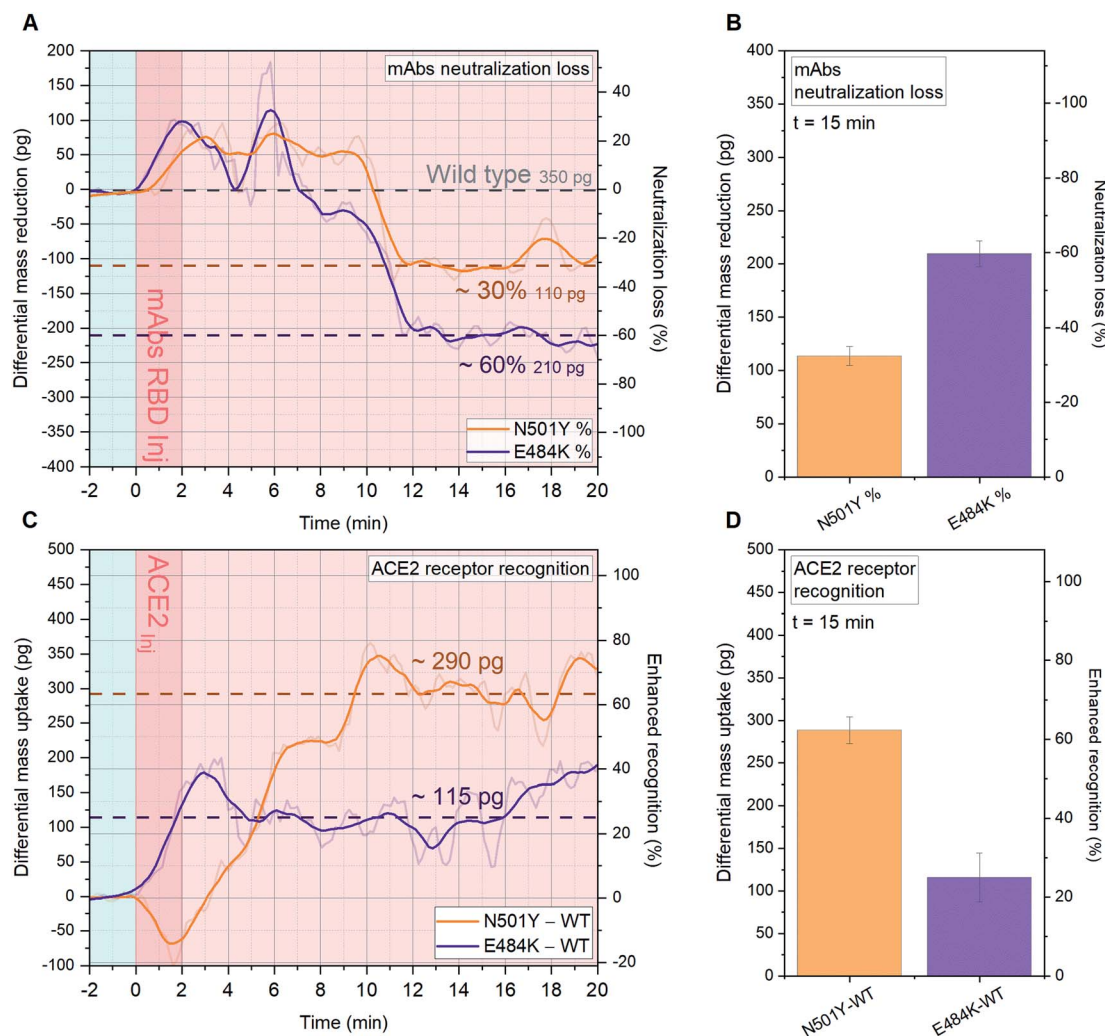 A
mAbs neutralization loss
Differential mass reduction (pg)
200
150
100
50
0
-50
-100
-150
-200
-250
-300
-350
-400
40
20
0
-20
-40
-60
-80
-100
Neutralization loss (%)
Wild type 350 pg
~ 30% 110 pg
~ 60% 210 pg
mAbs RBD Inj
N501Y %
E484K %
-2 0 2 4 6 8 10 12 14 16 18 20
Time (min)
B
mAbs
neutralization loss
t = 15 min
Differential mass reduction (pg)
400
350
300
250
200
150
100
50
0
-100
-80
-60
-40
-20
0
Neutralization loss (%)
N501Y %
E484K %
C
ACE2 receptor recognition
Differential mass uptake (pg)
500
450
400
350
300
250
200
150
100
50
0
-50
-100
100
80
60
40
20
0
-20
Enhanced recognition (%)
ACE2 Inj
~ 290 pg
~ 115 pg
N501Y – WT
E484K – WT
-2 0 2 4 6 8 10 12 14 16 18 20
Time (min)
D
ACE2 receptor
recognition
t = 15 min
Differential mass uptake (pg)
500
450
400
350
300
250
200
150
100
50
0
100
80
60
40
20
0
Enhanced recognition (%)
N501Y-WT
E484K-WT